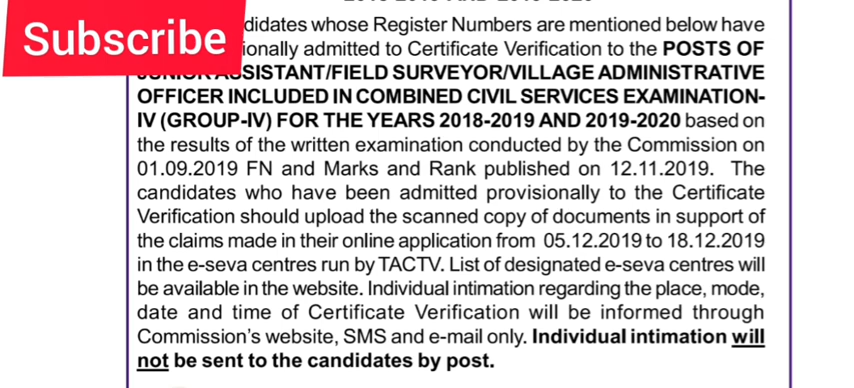 Subscribe
didates whose Register Numbers are mentioned below have
ionally admitted to Certificate Verification to the POSTS OF
JUNIOR ASSISTANT/FIELD SURVEYOR/VILLAGE ADMINISTRATIVE
OFFICER INCLUDED IN COMBINED CIVIL SERVICES EXAMINATION-
IV (GROUP-IV) FOR THE YEARS 2018-2019 AND 2019-2020 based on
the results of the written examination conducted by the Commission on
01.09.2019 FN and Marks and Rank published on 12.11.2019. The
candidates who have been admitted provisionally to the Certificate
Verification should upload the scanned copy of documents in support of
the claims made in their online application from 05.12.2019 to 18.12.2019
in the e-seva centres run by TACTV. List of designated e-seva centres will
be available in the website. Individual intimation regarding the place, mode,
date and time of Certificate Verification will be informed through
Commission's website, SMS and e-mail only. Individual intimation will
not be sent to the candidates by post.